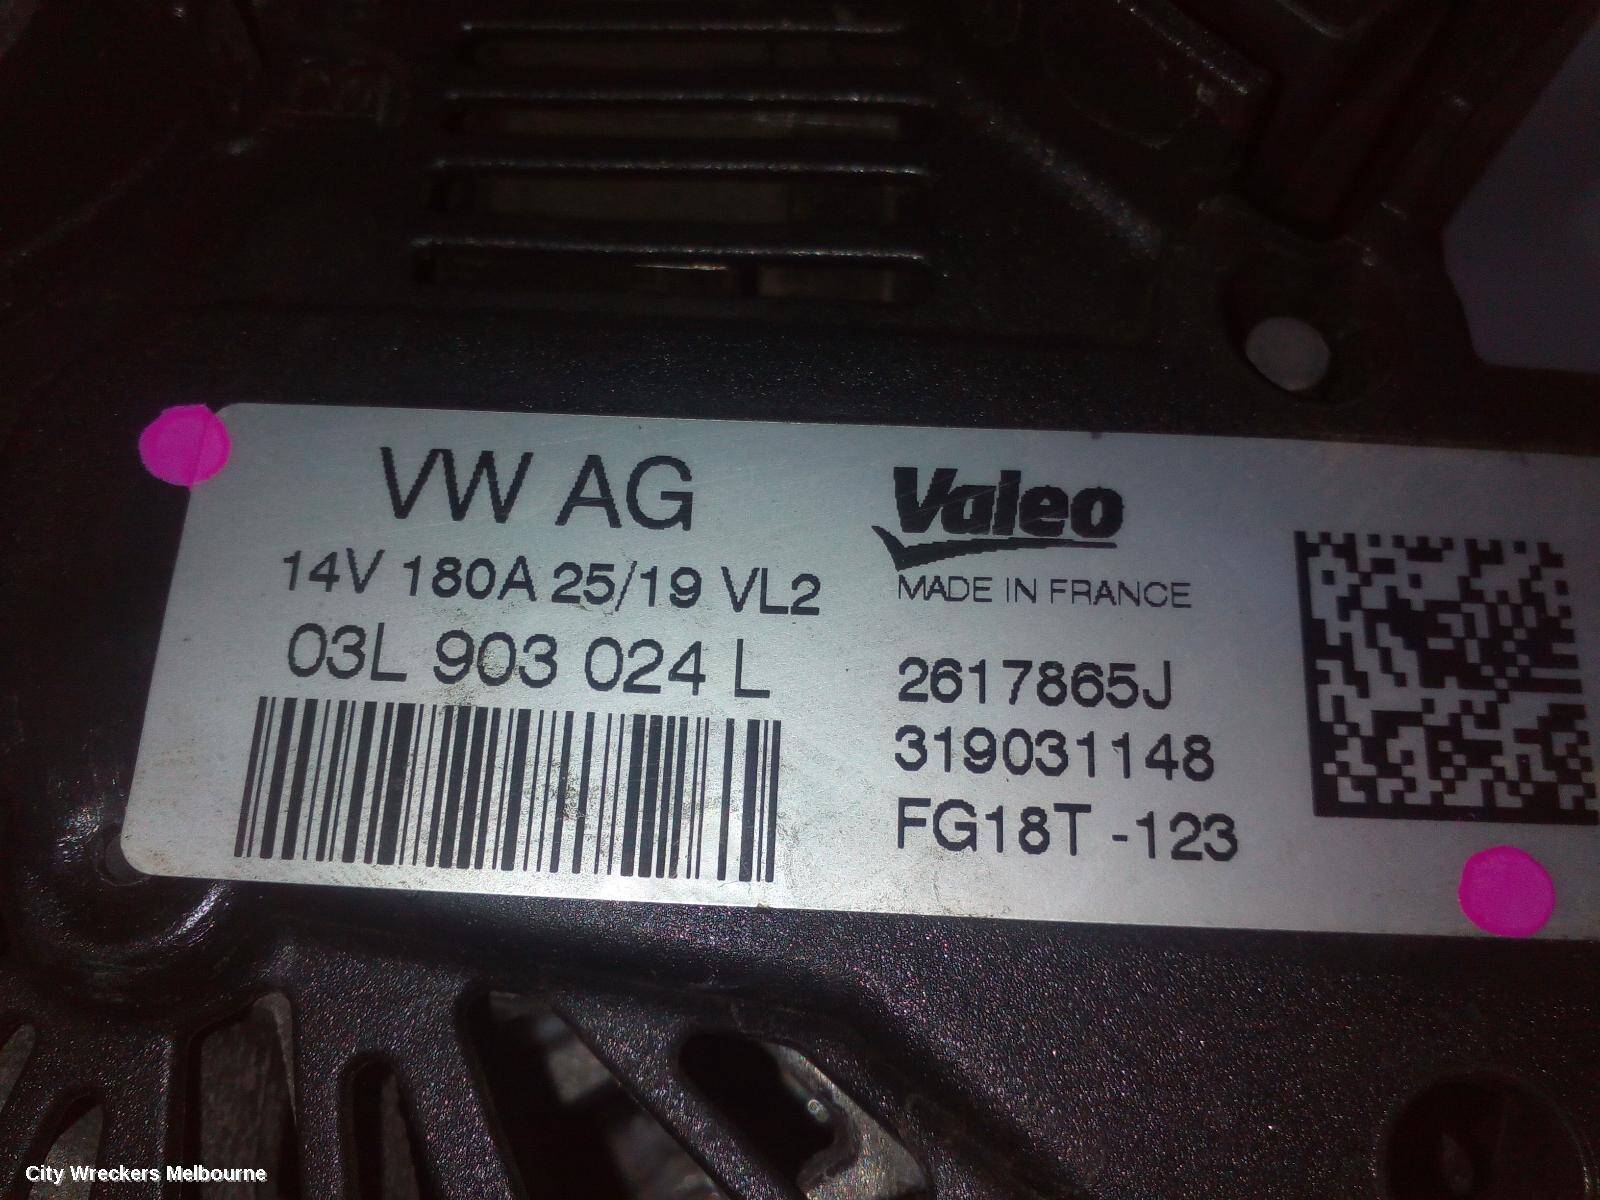 VW AG
14V 180A 25/19 VL2
03L 903 024 L
Valeo
MADE IN FRANCE
2617865J
319031148
FG18T -123
City Wreckers Melbourne